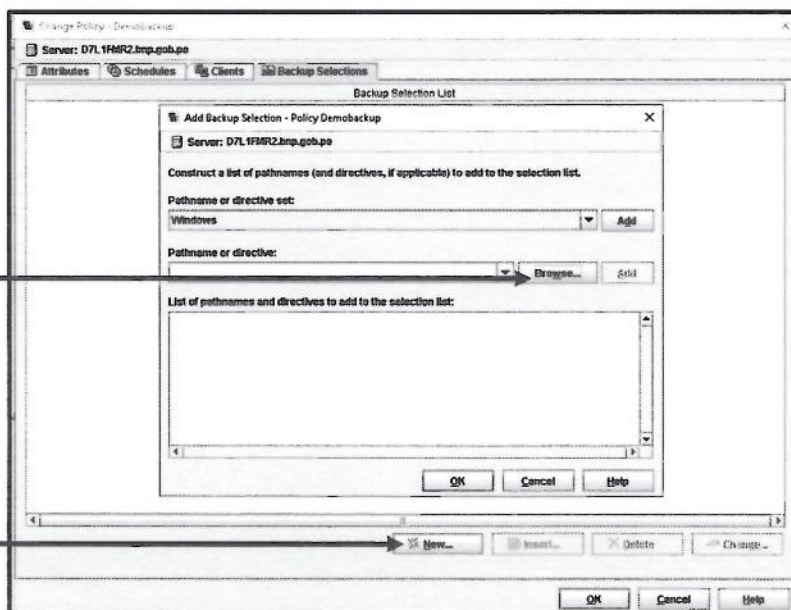 Change Policy - Demobackup
Server: D7L1FMR2.bnp.gob.pe
Attributes Schedules Clients Backup Selections
Backup Selection List
Add Backup Selection - Policy Demobackup
Server: D7L1FMR2.bnp.gob.pe
Construct a list of pathnames (and directives, if applicable) to add to the selection list.
Pathname or directive set:
Windows Add
Pathname or directive:
Browse... Add
List of pathnames and directives to add to the selection list:
OK Cancel Help
New... Insert... Delete Change...
OK Cancel Help